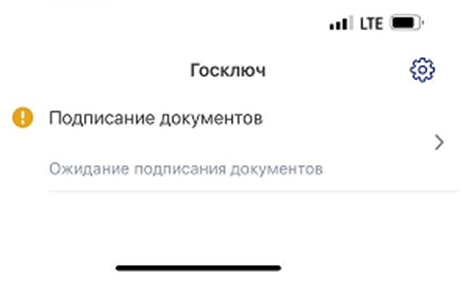 LTE
Госключ
Подписание документов
Ожидание подписания документов